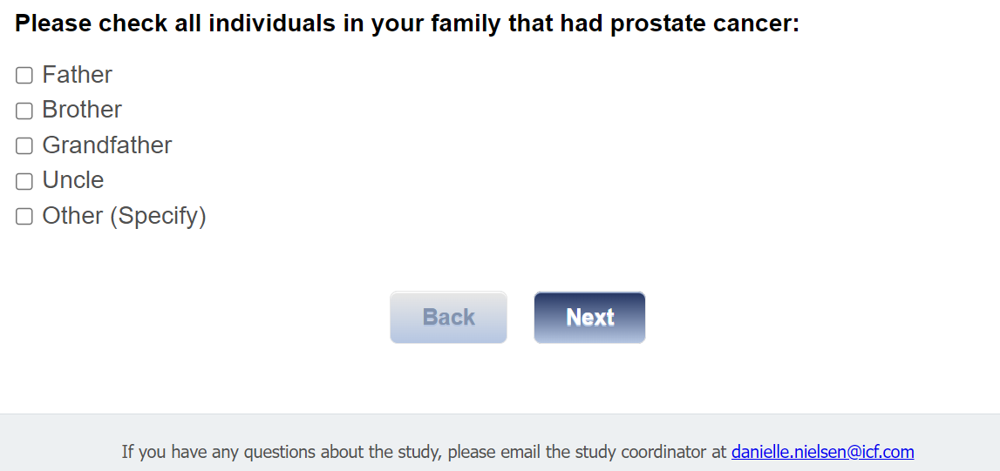 Please check all individuals in your family that had prostate cancer:
Father
Brother
Grandfather
Uncle
Other (Specify)
Back
Next
If you have any questions about the study, please email the study coordinator at danielle.nielsen@icf.com